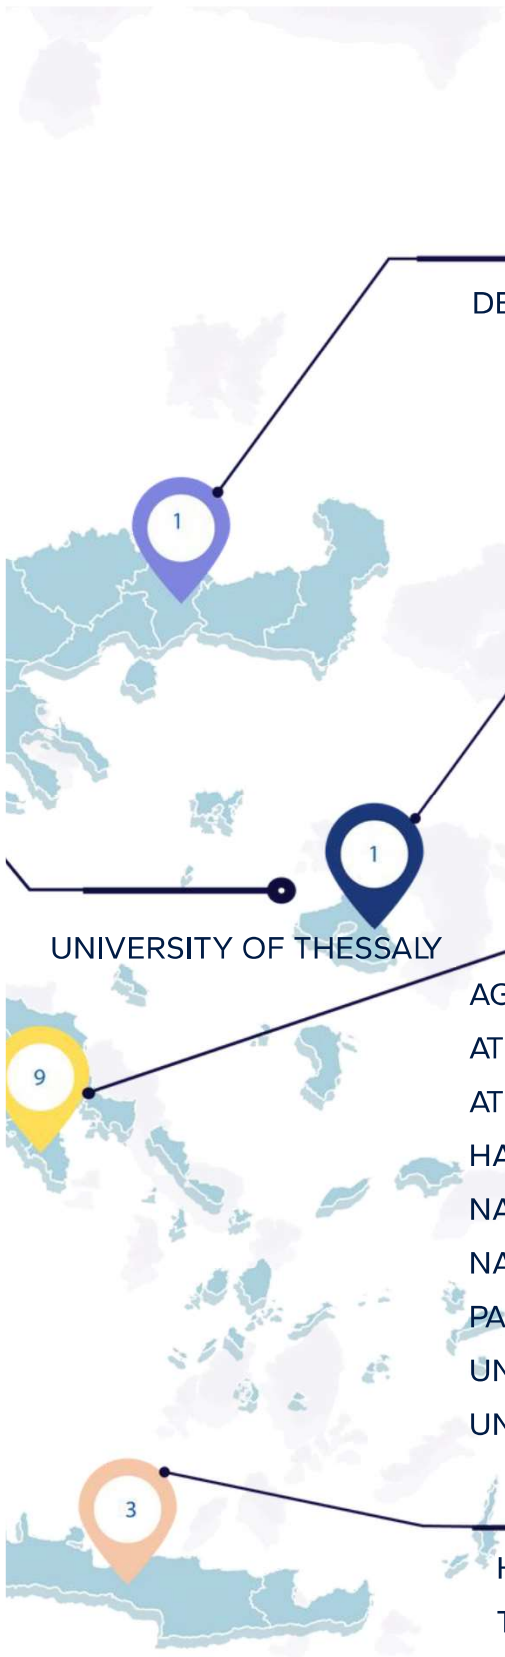 DE
1
1
UNIVERSITY OF THESSALY
AG
AT
9
AT
HA
NA
NA
PA
UN
UN
3
H
T